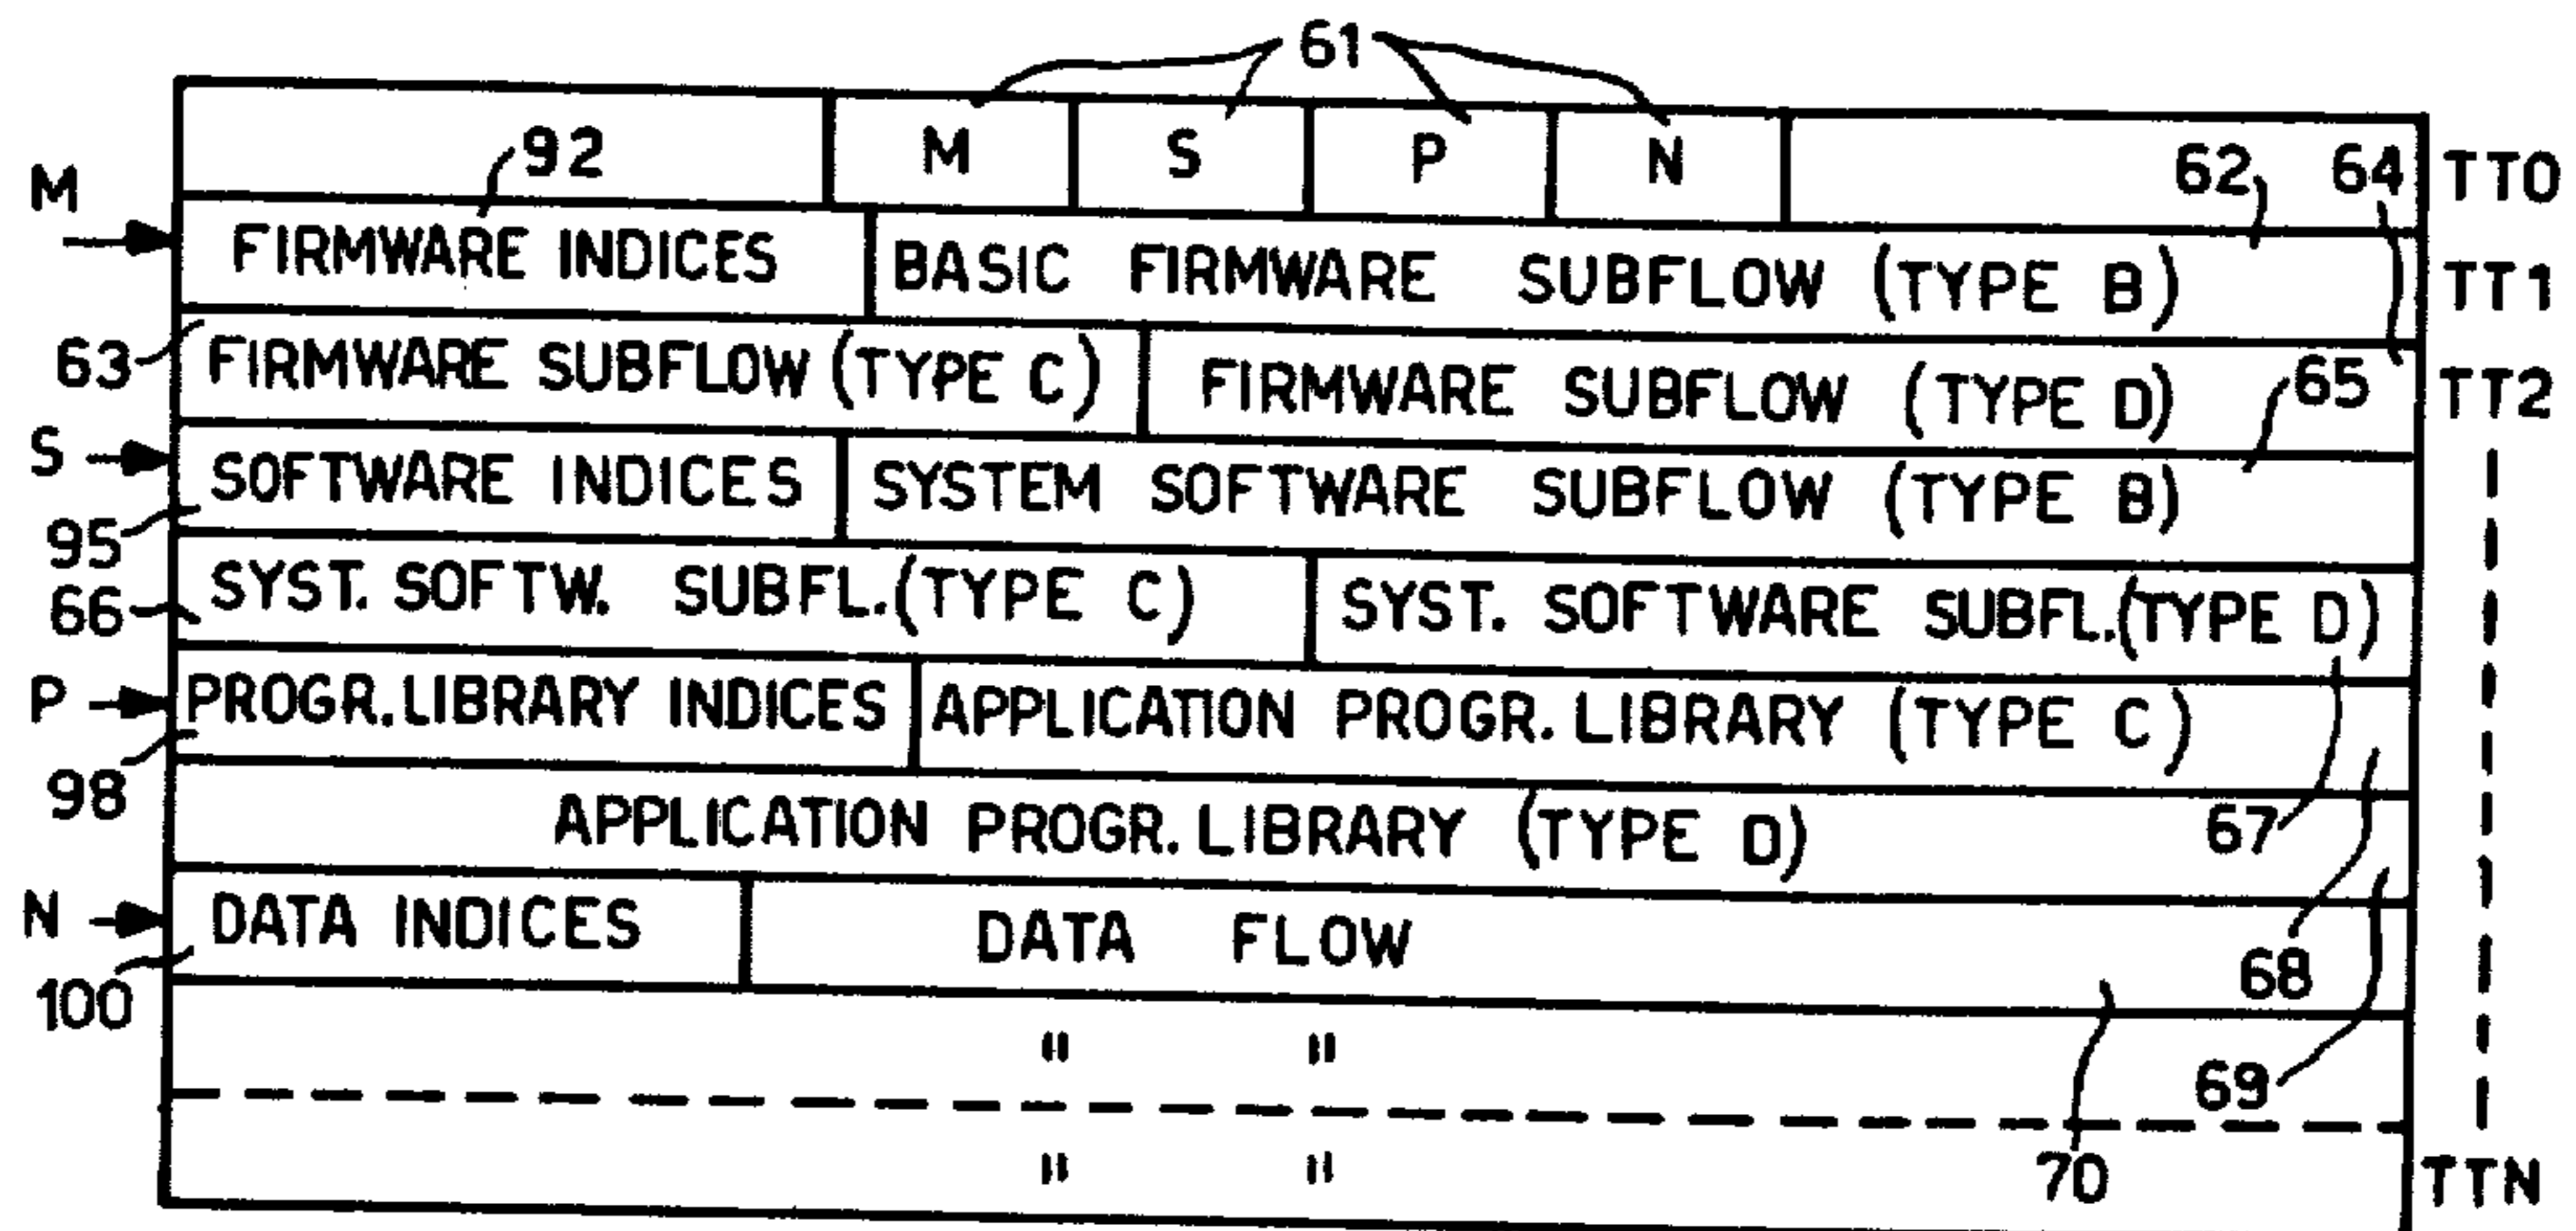 61
M S P N
92 62 64 TT0
M
FIRMWARE INDICES BASIC FIRMWARE SUBFLOW (TYPE B) TT1
63 FIRMWARE SUBFLOW (TYPE C) FIRMWARE SUBFLOW (TYPE D) 65 TT2
S SOFTWARE INDICES SYSTEM SOFTWARE SUBFLOW (TYPE B)
95
66 SYST. SOFTW. SUBFL. (TYPE C) SYST. SOFTWARE SUBFL. (TYPE D)
P PROGR. LIBRARY INDICES APPLICATION PROGR. LIBRARY (TYPE C)
98 APPLICATION PROGR. LIBRARY (TYPE D) 67
N DATA INDICES DATA FLOW 68
100
" " 69
" " 70 TTN